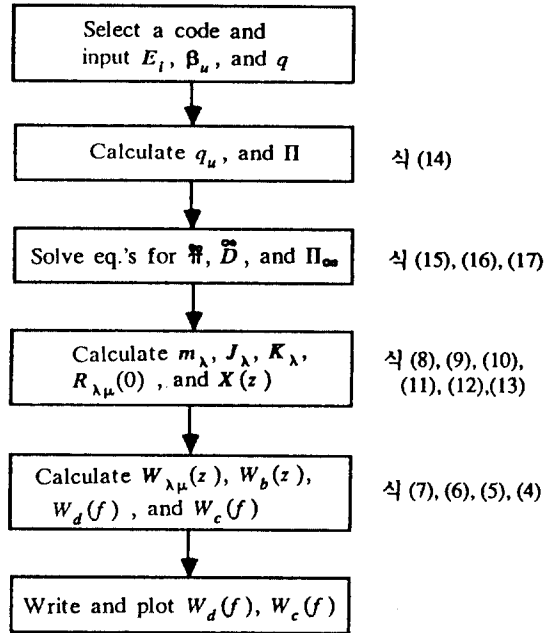 Select a code and
input E_i, β_u, and q
Calculate q_u, and Π
식 (14)
Solve eq.'s for π̃, D̃, and Π_∞
식 (15), (16), (17)
Calculate m_λ, J_λ, K_λ,
R_λμ(0) , and X(z)
식 (8), (9), (10),
(11), (12),(13)
Calculate W_λμ(z), W_b(z),
W_d(f) , and W_c(f)
식 (7), (6), (5), (4)
Write and plot W_d(f), W_c(f)